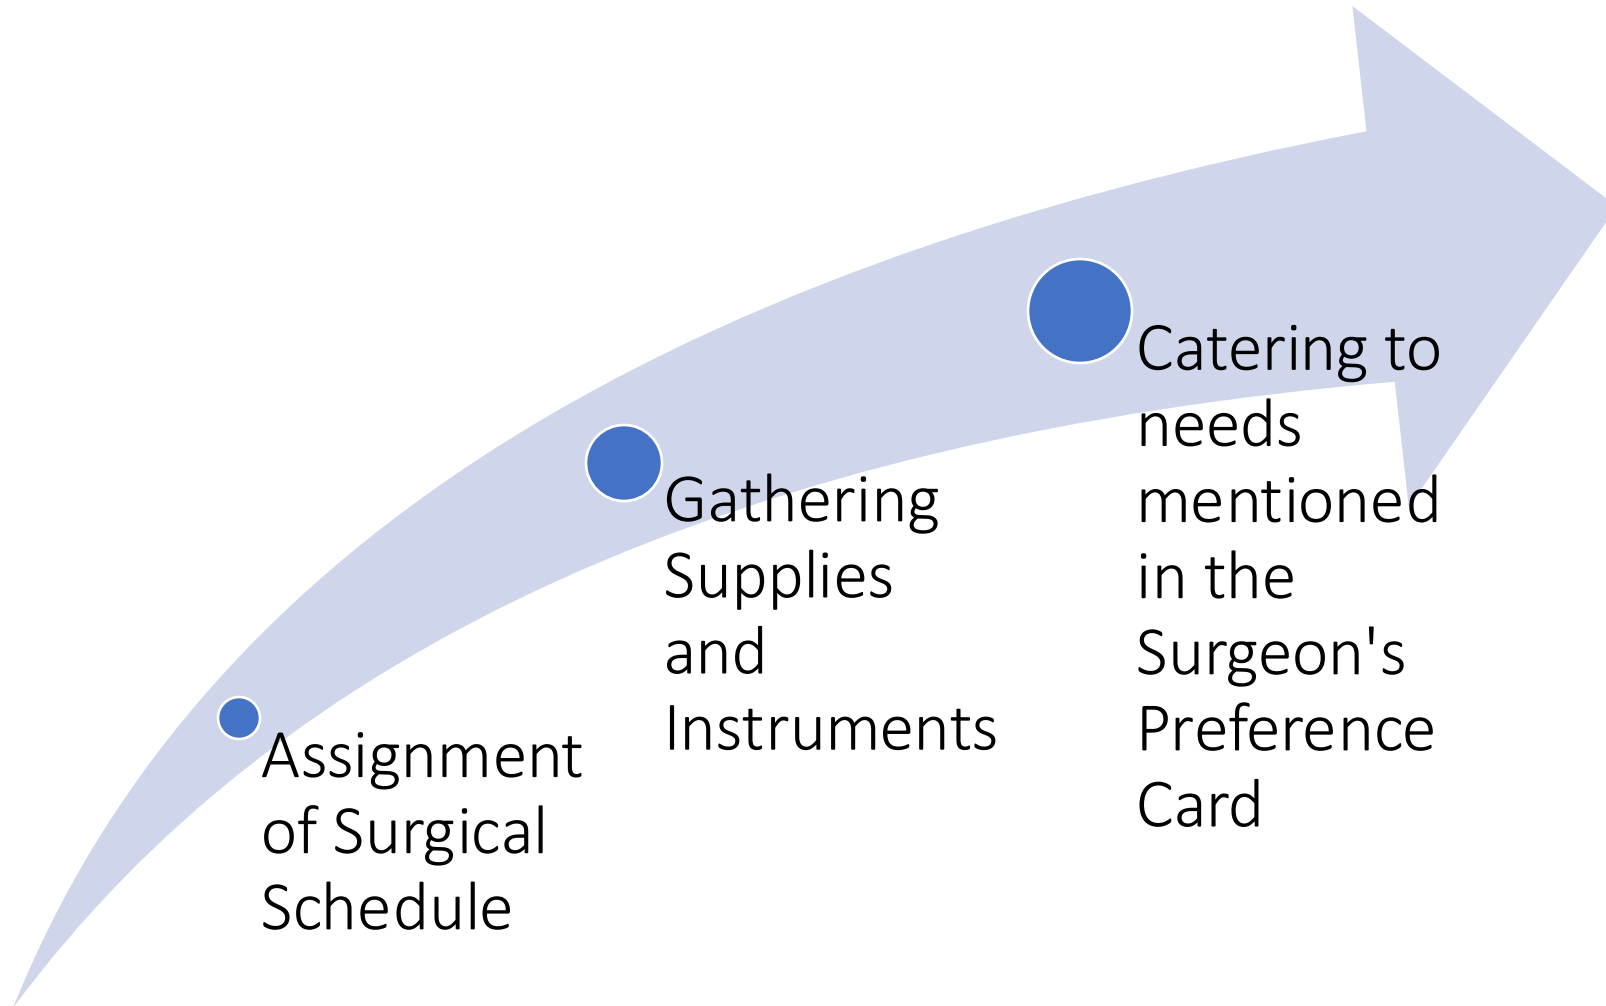 Assignment
of Surgical
Schedule
Gathering
Supplies
and
Instruments
Catering to
needs
mentioned
in the
Surgeon's
Preference
Card